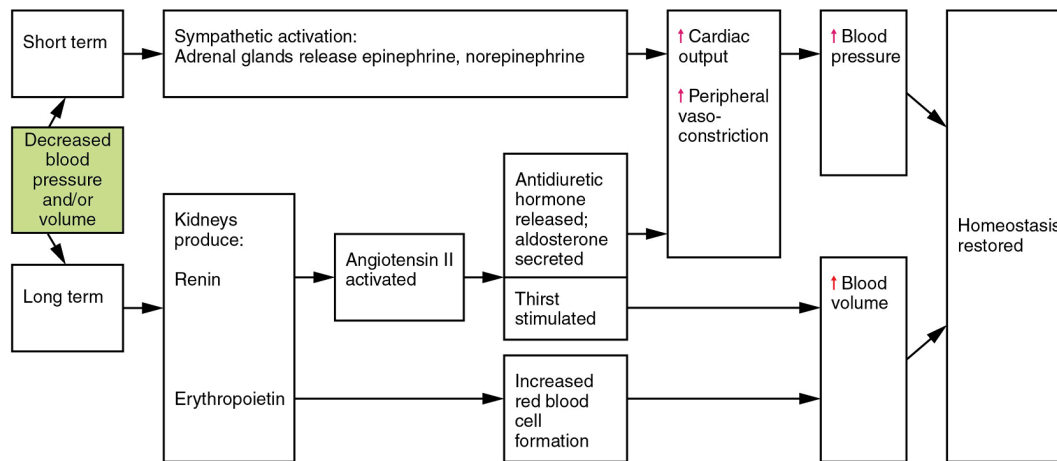 Short term
Sympathetic activation:
Adrenal glands release epinephrine, norepinephrine
↑ Cardiac
output
↑ Peripheral
vaso-
constriction
↑ Blood
pressure
Decreased
blood
pressure
and/or
volume
Long term
Kidneys
produce:
Renin
Erythropoietin
Angiotensin II
activated
Antidiuretic
hormone
released;
aldosterone
secreted
Thirst
stimulated
Increased
red blood
cell
formation
↑ Blood
volume
Homeostasis
restored